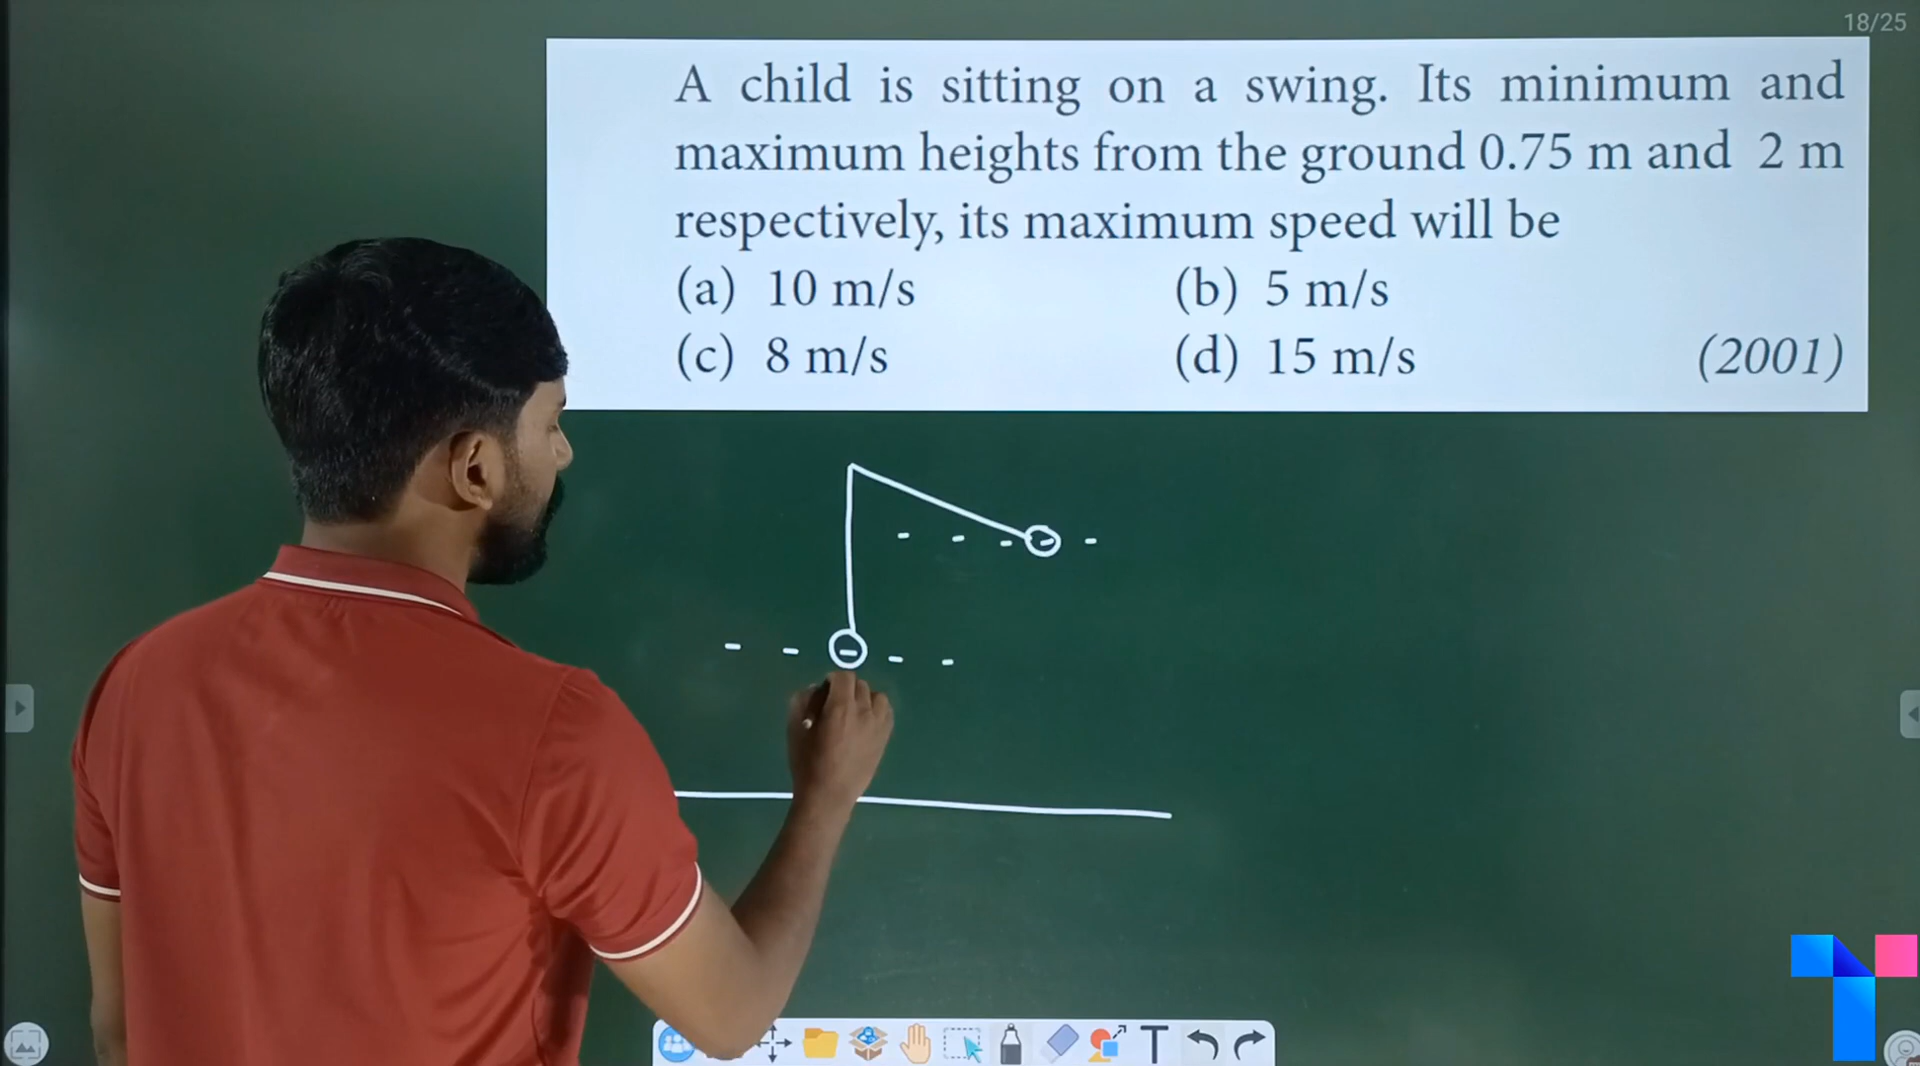 18/25
A child is sitting on a swing. Its minimum and
maximum heights from the ground 0.75 m and 2 m
respectively, its maximum speed will be
(a) 10 m/s (b) 5 m/s
(c) 8 m/s (d) 15 m/s (2001)
T